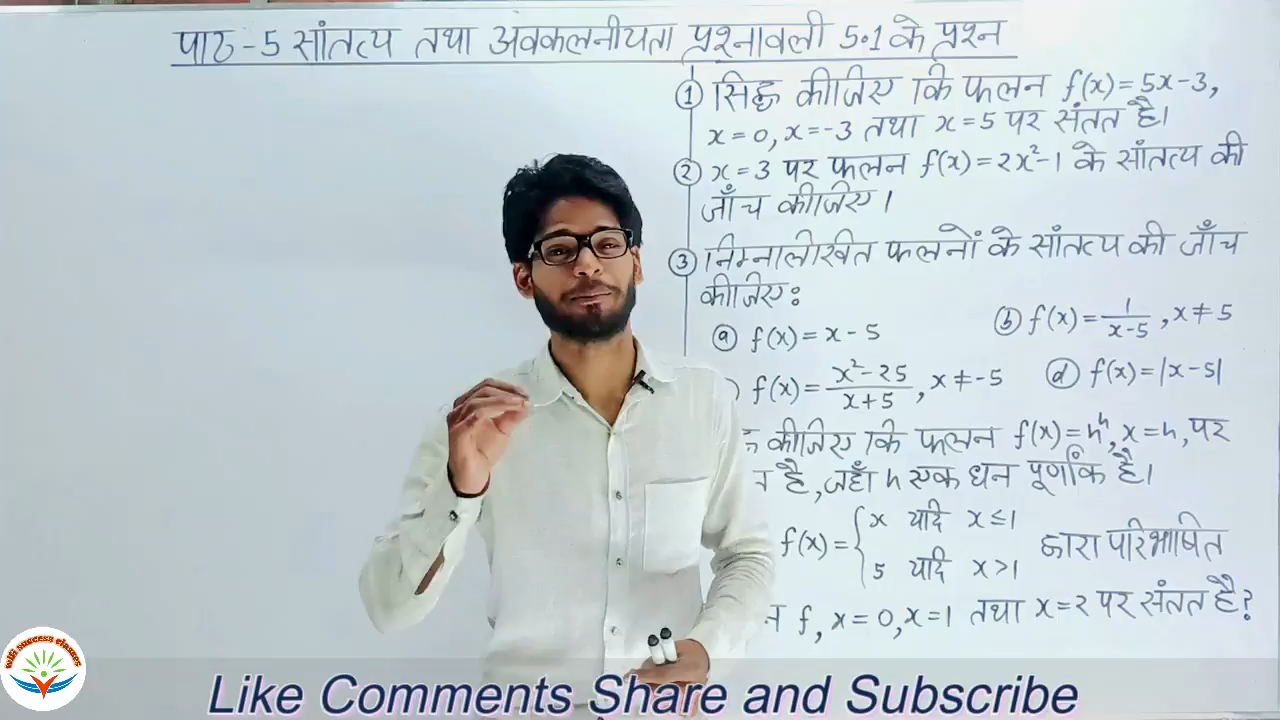 पाठ-5 सांतत्य तथा अवकलनीयता प्रश्नावली 5.1 के प्रश्न
① सिद्ध कीजिए कि फलन f(x)=5x-3,
x=0, x=-3 तथा x=5 पर संतत है।
② x=3 पर फलन f(x)=2x²-1 के सांतत्य की
जाँच कीजिए।
③ निम्नलिखित फलनों के सांतत्य की जाँच
कीजिए:
ⓐ f(x)=x-5 ⓑ f(x)=1/(x-5), x≠5
) f(x)=(x²-25)/(x+5), x≠-5 ⓓ f(x)=|x-5|
कीजिए कि फलन f(x)=nⁿ, x=n, पर
है, जहाँ n एक धन पूर्णांक है।
f(x)={x यदि x≤1
5 यदि x>1 द्वारा परिभाषित
न f, x=0, x=1 तथा x=2 पर संतत है?
success classes
Like Comments Share and Subscribe